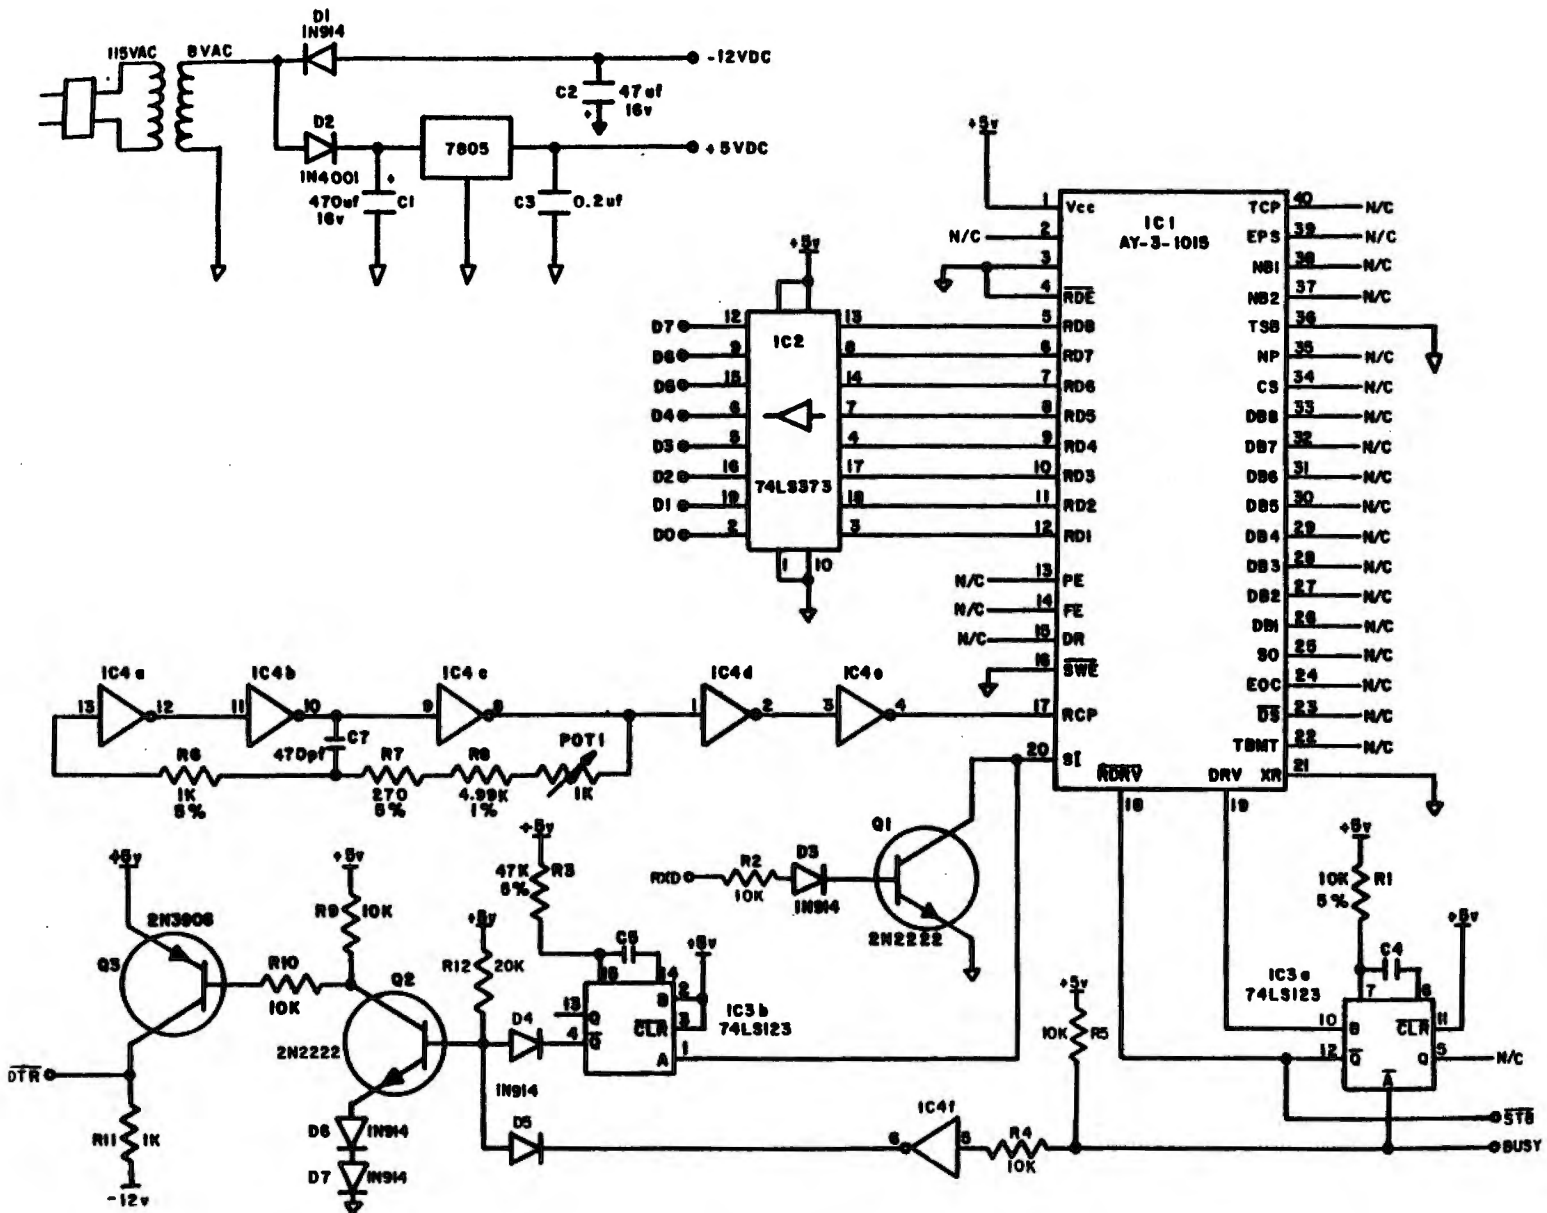 D1
1N914
115VAC
8VAC
-12VDC
C2
47uf
16v
+
D2
1N4001
7805
+5VDC
+
470uf
16v
C1
C3
0.2uf
+5v
1
Vcc
IC1
AY-3-1015
TCP
40
N/C
N/C
2
EPS
39
N/C
3
NB1
38
N/C
4
RDE
NB2
37
N/C
+5v
D7
12
IC2
13
5
RD8
TSB
36
D6
9
8
6
RD7
NP
35
N/C
15
14
7
RD6
CS
34
N/C
D4
6
7
8
RD5
DB8
33
N/C
D3
5
4
9
RD4
DB7
32
N/C
D2
16
17
10
RD3
DB6
31
N/C
74LS373
D1
19
18
11
RD2
DB5
30
N/C
D0
2
3
12
RD1
DB4
29
N/C
1
10
N/C
13
PE
DB3
28
N/C
N/C
14
FE
DB2
27
N/C
N/C
15
DR
DB1
26
N/C
16
SWE
SO
25
N/C
EOC
24
N/C
17
RCP
DS
23
N/C
TBMT
22
N/C
20
SI
RDRV
DRV
XR
21
18
19
IC4a
IC4b
IC4c
IC4d
IC4e
13
12
11
10
9
8
1
2
3
4
C7
470pf
R6
1K
5%
R7
270
5%
R8
4.99K
1%
POT1
1K
+5v
47K
5%
R3
RXD
R2
10K
D3
1N914
Q1
2N2222
+5v
10K
5%
R1
+5v
C4
IC3a
74LS123
7
6
10
B
CLR
11
12
Q
Q
5
N/C
A
STB
BUSY
+5v
2N3906
Q3
+5v
R9
10K
R10
10K
Q2
2N2222
+5v
R12
20K
C5
+5v
15
14
13
Q
B
2
CLR
3
4
Q
A
1
IC3b
74LS123
D4
1N914
D5
IC4f
6
5
R4
10K
+5v
10K
R5
DTR
R11
1K
-12v
D6
1N914
D7
1N914